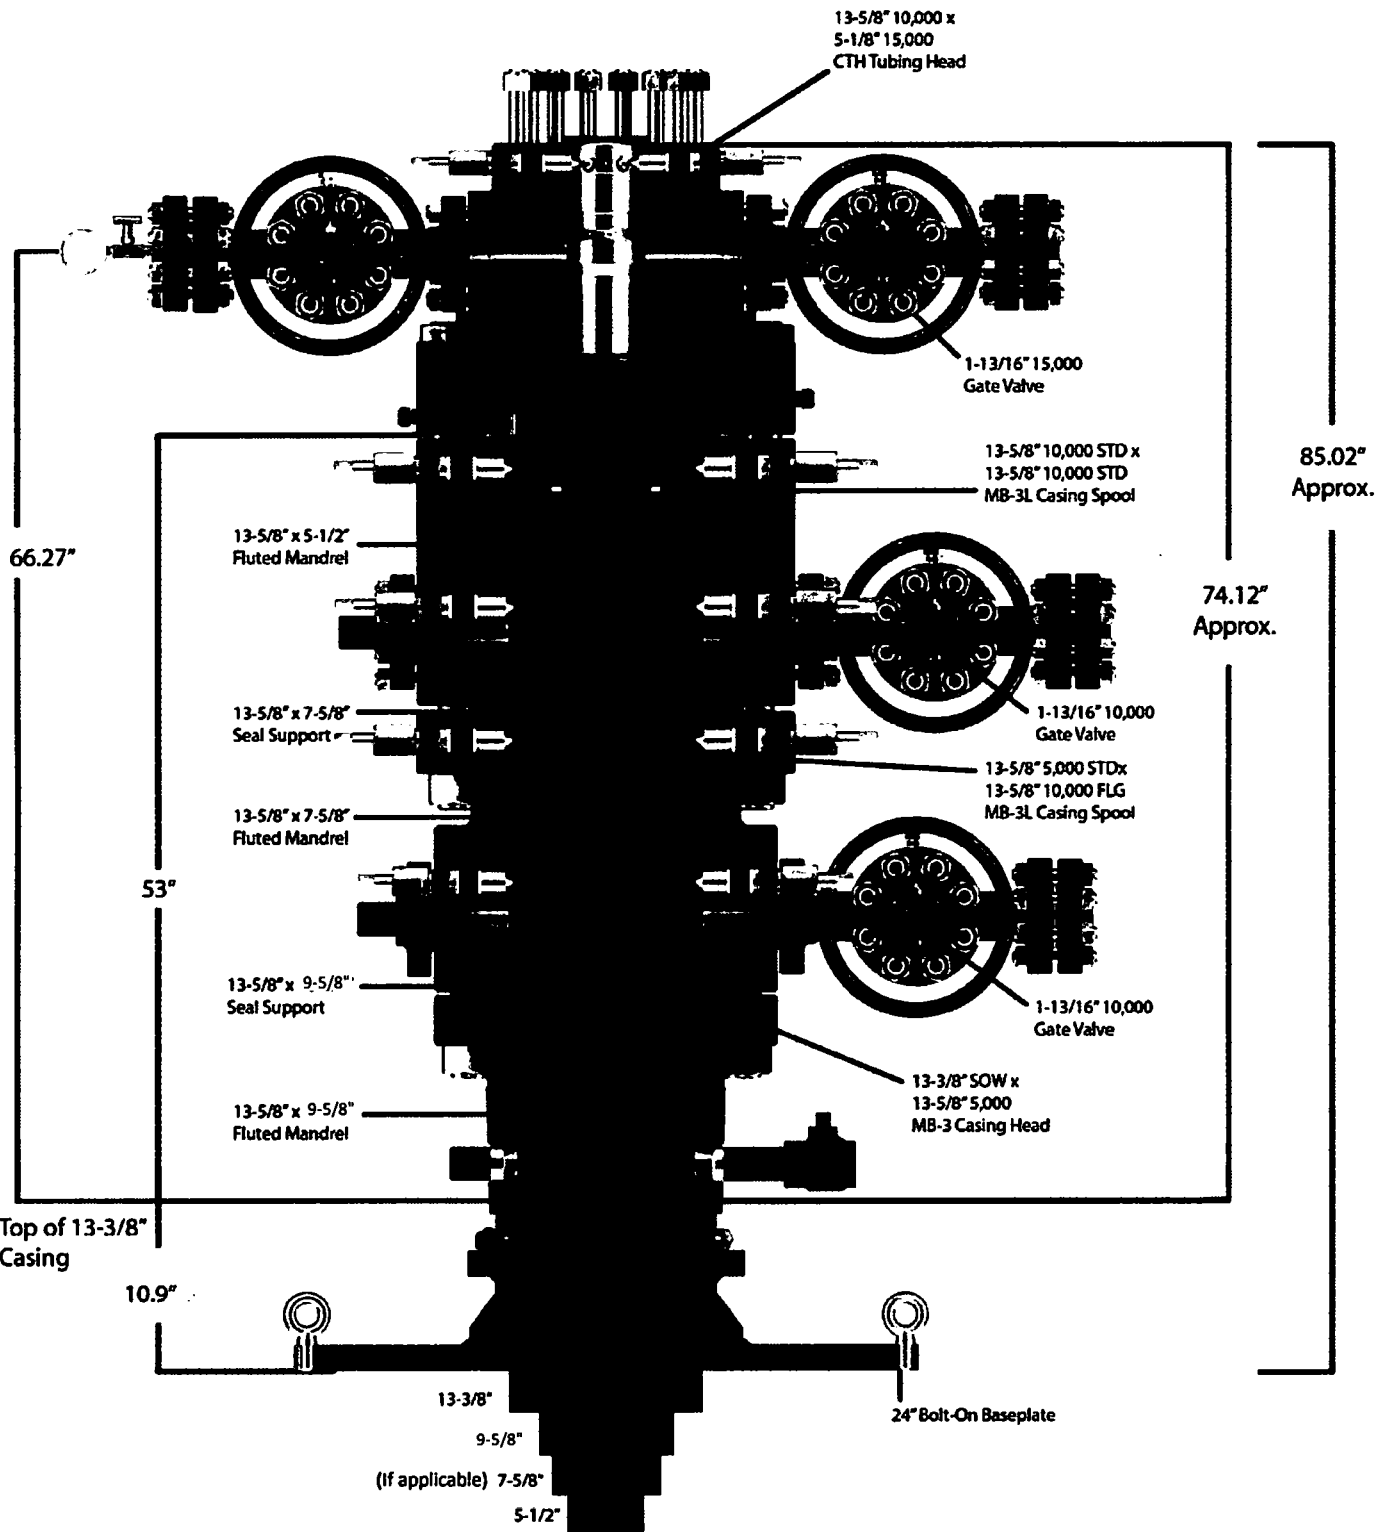 13-5/8" 10,000 x
5-1/8" 15,000
CTH Tubing Head
1-13/16" 15,000
Gate Valve
13-5/8" 10,000 STD x
13-5/8" 10,000 STD
MB-3L Casing Spool
85.02"
Approx.
13-5/8" x 5-1/2"
Fluted Mandrel
66.27"
74.12"
Approx.
13-5/8" x 7-5/8"
Seal Support
1-13/16" 10,000
Gate Valve
13-5/8" 5,000 STDx
13-5/8" 10,000 FLG
MB-3L Casing Spool
13-5/8" x 7-5/8"
Fluted Mandrel
53"
13-5/8" x 9-5/8"
Seal Support
1-13/16" 10,000
Gate Valve
13-3/8" SOW x
13-5/8" 5,000
MB-3 Casing Head
13-5/8" x 9-5/8"
Fluted Mandrel
Top of 13-3/8"
Casing
10.9"
13-3/8"
24" Bolt-On Baseplate
9-5/8"
(If applicable) 7-5/8"
5-1/2"